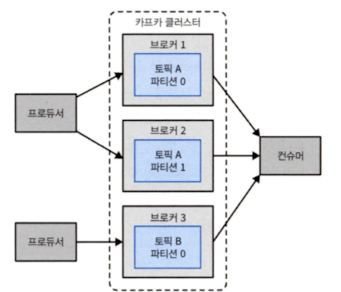 카프카 클러스터
브로커 1
토픽 A
파티션 0
프로듀서
브로커 2
토픽 A
파티션 1
컨슈머
브로커 3
프로듀서
토픽 B
파티션 0